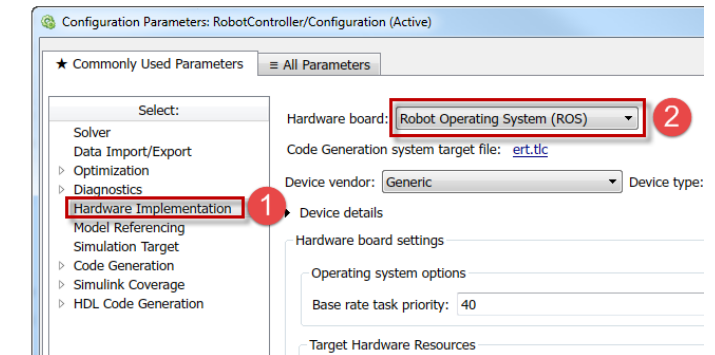 Configuration Parameters: RobotController/Configuration (Active)
★ Commonly Used Parameters
≡ All Parameters
Select:
Solver
Data Import/Export
Optimization
Diagnostics
Hardware Implementation
Model Referencing
Simulation Target
Code Generation
Simulink Coverage
HDL Code Generation
1
Hardware board: Robot Operating System (ROS)
2
Code Generation system target file: ert.tlc
Device vendor: Generic
Device type:
Device details
Hardware board settings
Operating system options
Base rate task priority: 40
Target Hardware Resources